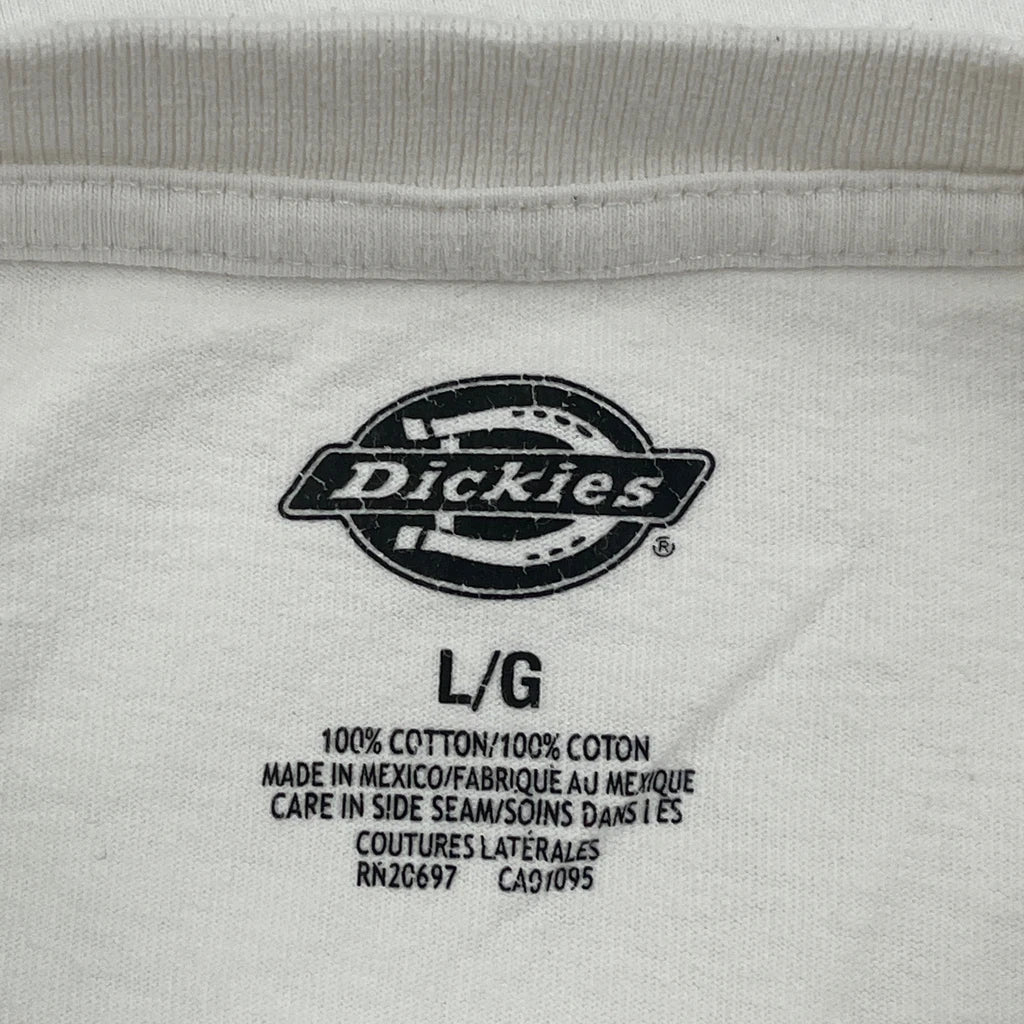 Dickies
®
L/G
100% COTTON/100% COTON
MADE IN MEXICO/FABRIQUE AU MEXIQUE
CARE IN SIDE SEAM/SOINS DANS LES
COUTURES LATÉRALES
RN20697 CA01095